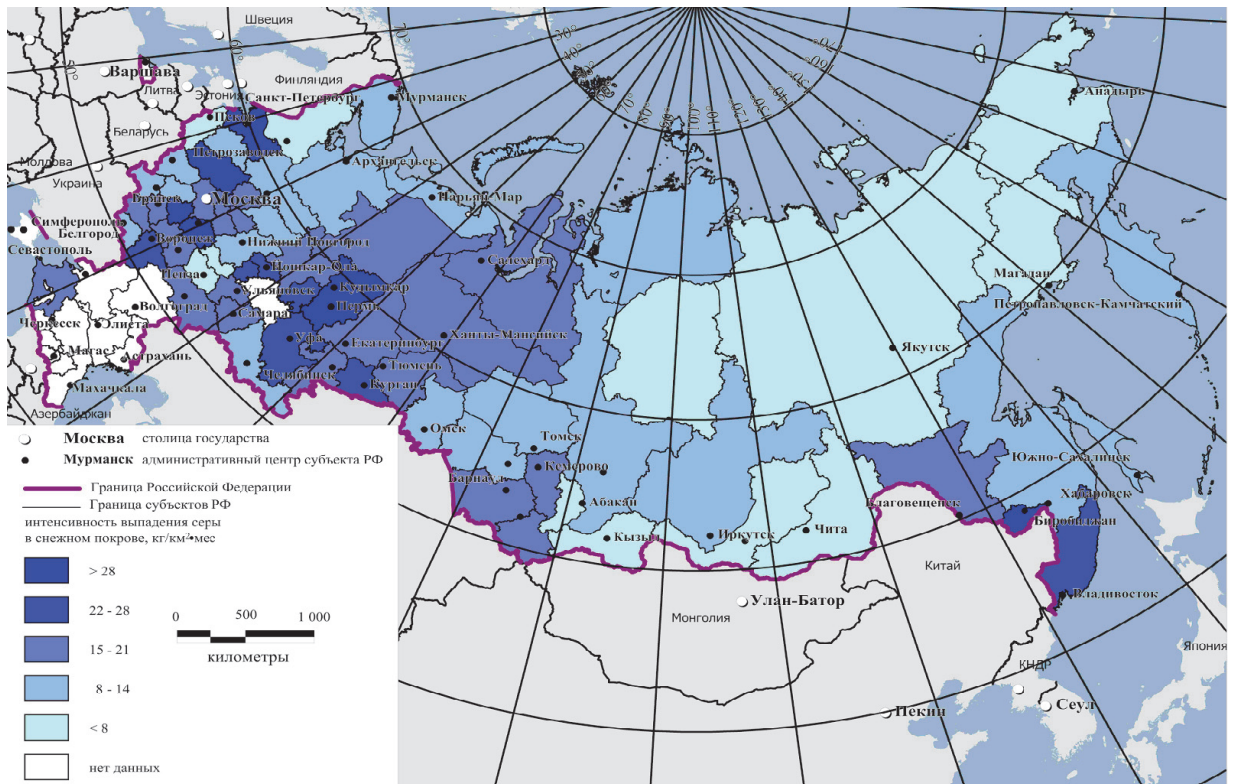 Швеция
Варшава
Финляндия
Литва
Эстония
Санкт-Петербург
Мурманск
Беларусь
Псков
Анадырь
Петрозаводск
Архангельск
Молдова
Украина
Нарьян-Мар
Брянск
Москва
Симферополь
Белгород
Воронеж
Севастополь
Нижний Новгород
Салехард
Йошкар-Ола
Магадан
Пенза
Ульяновск
Кудымкар
Петропавловск-Камчатский
Волгоград
Самара
Пермь
Черкесск
Элиста
Уфа
Екатеринбург
Ханты-Мансийск
Якутск
Магас
Астрахань
Челябинск
Тюмень
Махачкала
Курган
Азербайджан
Омск
Томск
Кемерово
Южно-Сахалинск
Барнаул
Абакан
Благовещенск
Хабаровск
Биробиджан
Кызыл
Иркутск
Чита
Китай
Улан-Батор
Монголия
Владивосток
Япония
КНДР
Пекин
Сеул
Москва столица государства
Мурманск административный центр субъекта РФ
Граница Российской Федерации
Граница субъектов РФ
интенсивность выпадения серы
в снежном покрове, кг/км²•мес
> 28
22 - 28
15 - 21
8 - 14
< 8
нет данных
0 500 1 000
километры